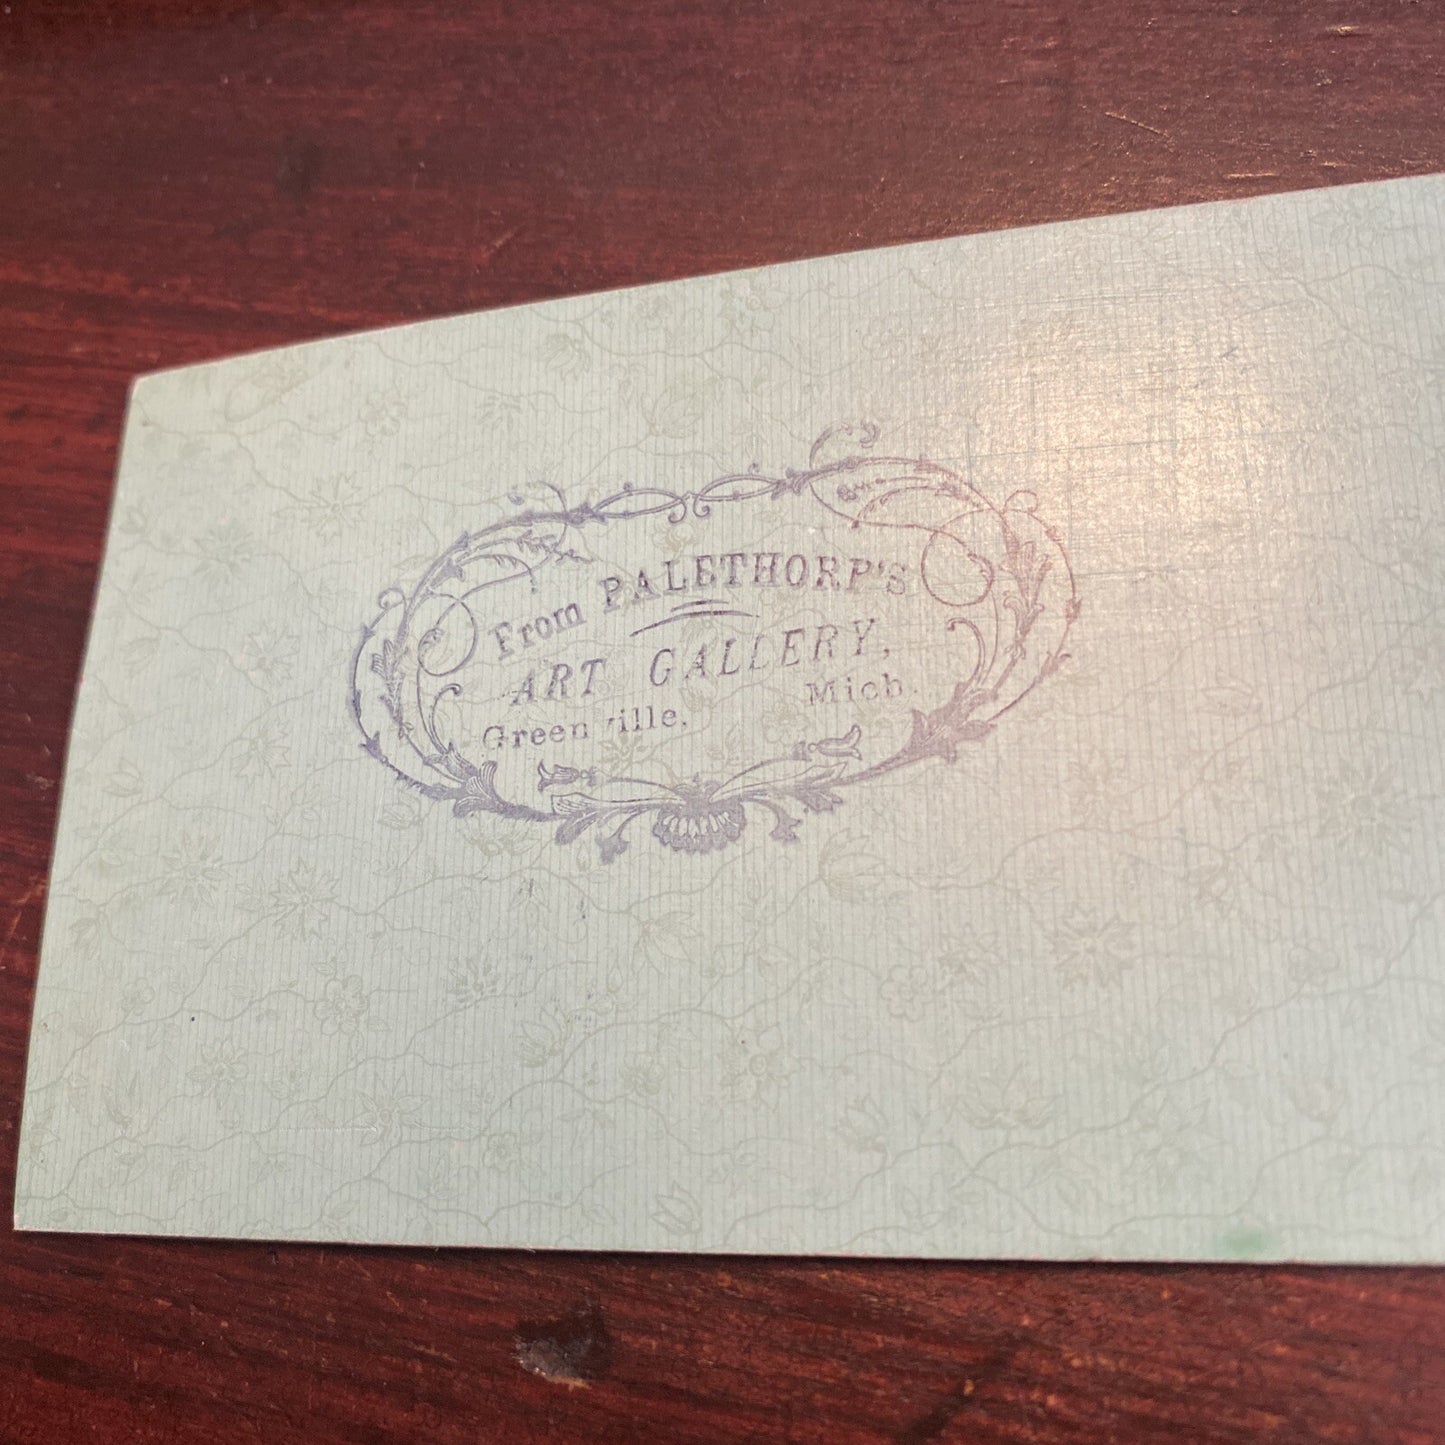 From PALETHORP'S
ART GALLERY,
Greenville, Mich.